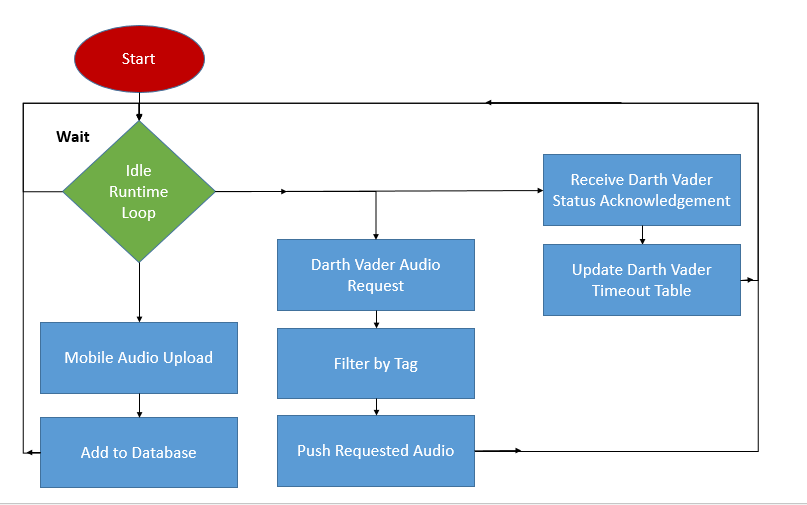 Start
Wait
Idle
Runtime
Loop
Receive Darth Vader
Status Acknowledgement
Darth Vader Audio
Request
Update Darth Vader
Timeout Table
Mobile Audio Upload
Filter by Tag
Add to Database
Push Requested Audio